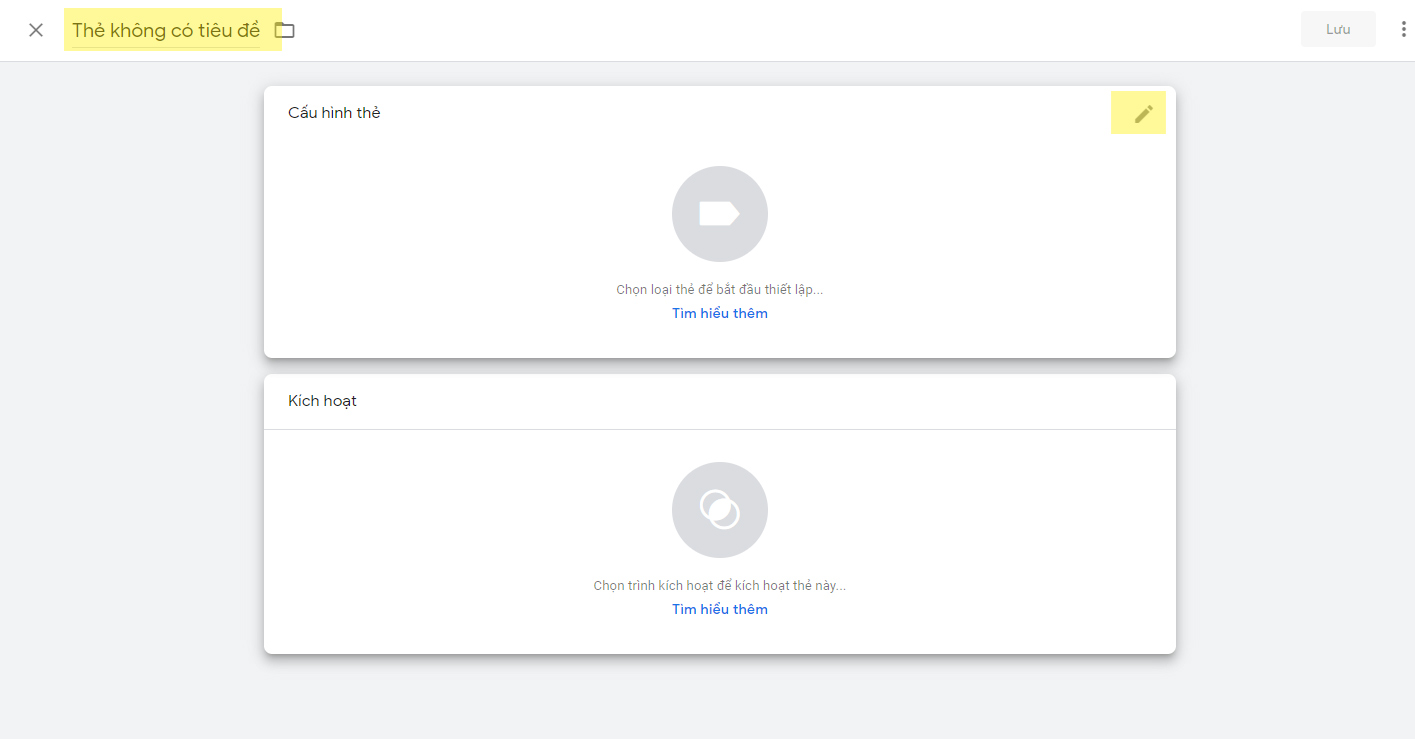 Thẻ không có tiêu đề
Lưu
Cấu hình thẻ
Chọn loại thẻ để bắt đầu thiết lập...
Tìm hiểu thêm
Kích hoạt
Chọn trình kích hoạt để kích hoạt thẻ này...
Tìm hiểu thêm